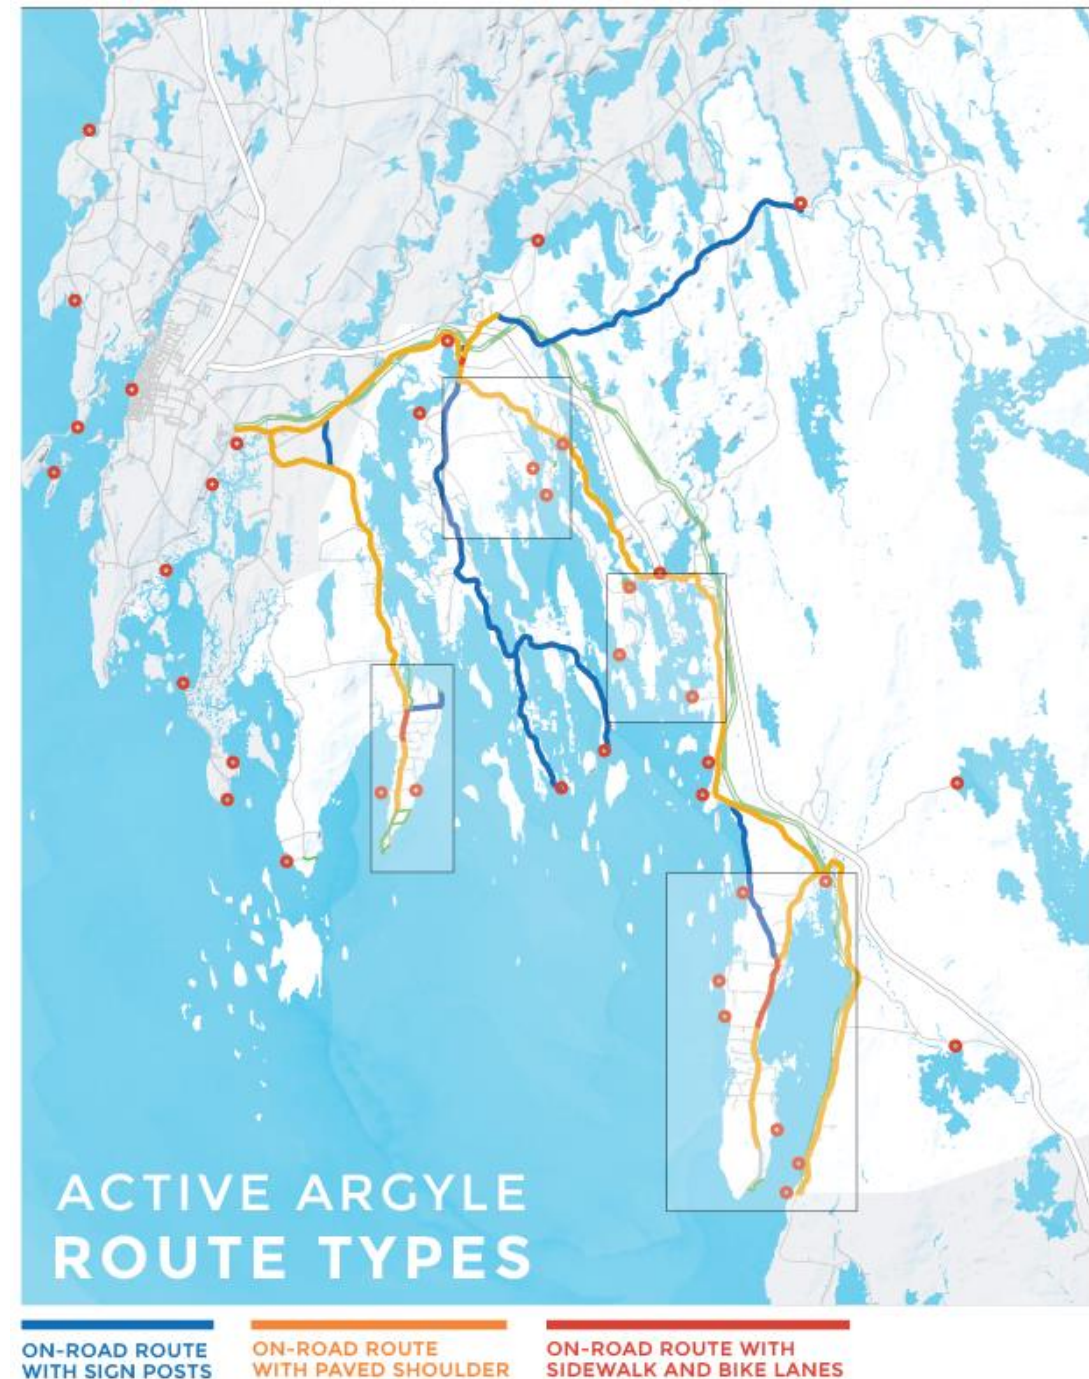 ACTIVE ARGYLE
ROUTE TYPES
ON-ROAD ROUTE
WITH SIGN POSTS
ON-ROAD ROUTE
WITH PAVED SHOULDER
ON-ROAD ROUTE WITH
SIDEWALK AND BIKE LANES